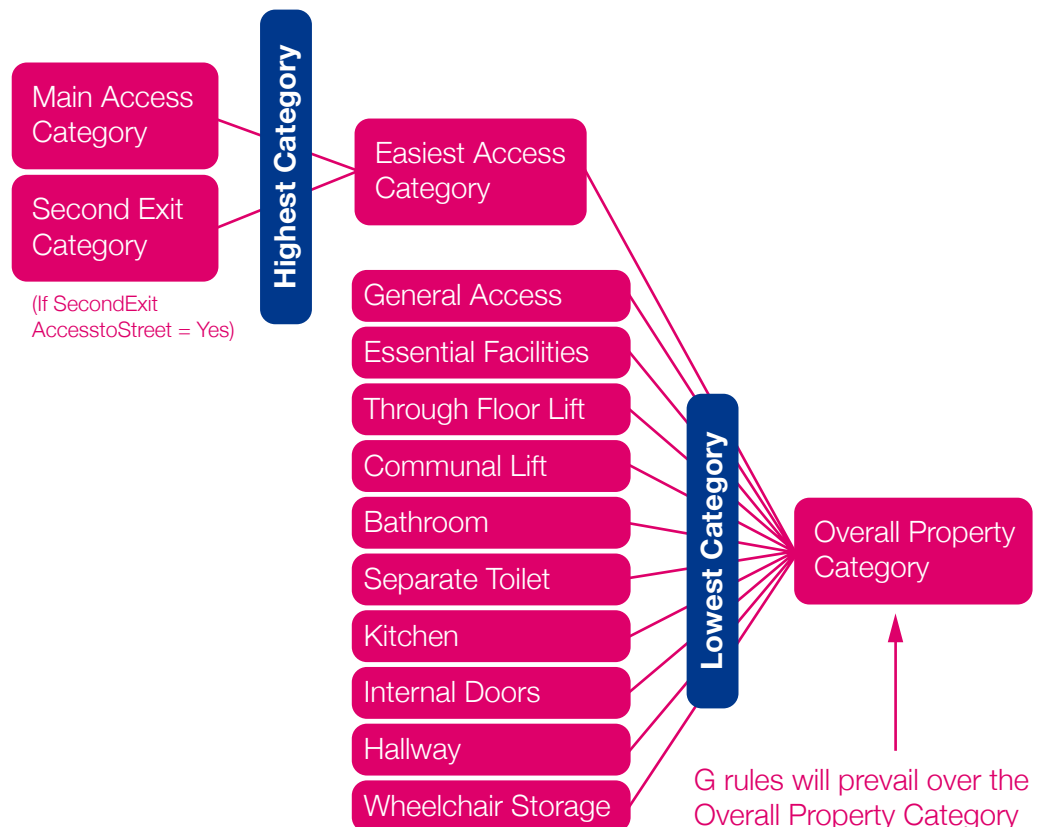 Main Access
Category
Second Exit
Category
(If SecondExit
AccesstoStreet = Yes)
Highest Category
Easiest Access
Category
General Access
Essential Facilities
Through Floor Lift
Communal Lift
Bathroom
Separate Toilet
Kitchen
Internal Doors
Hallway
Wheelchair Storage
Lowest Category
Overall Property
Category
G rules will prevail over the
Overall Property Category